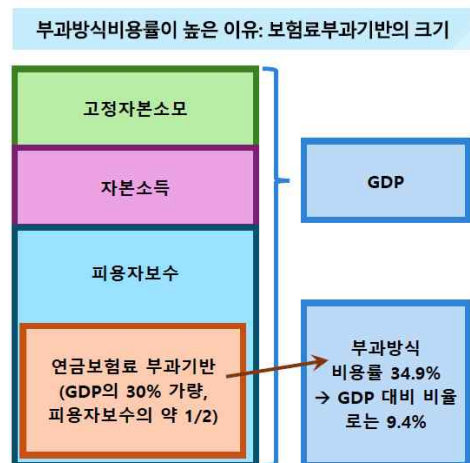 부과방식비용률이 높은 이유: 보험료부과기반의 크기
고정자본소모
자본소득
피용자보수
연금보험료 부과기반
(GDP의 30% 가량,
피용자보수의 약 1/2)
GDP
부과방식
비용률 34.9%
→ GDP 대비 비율
로는 9.4%